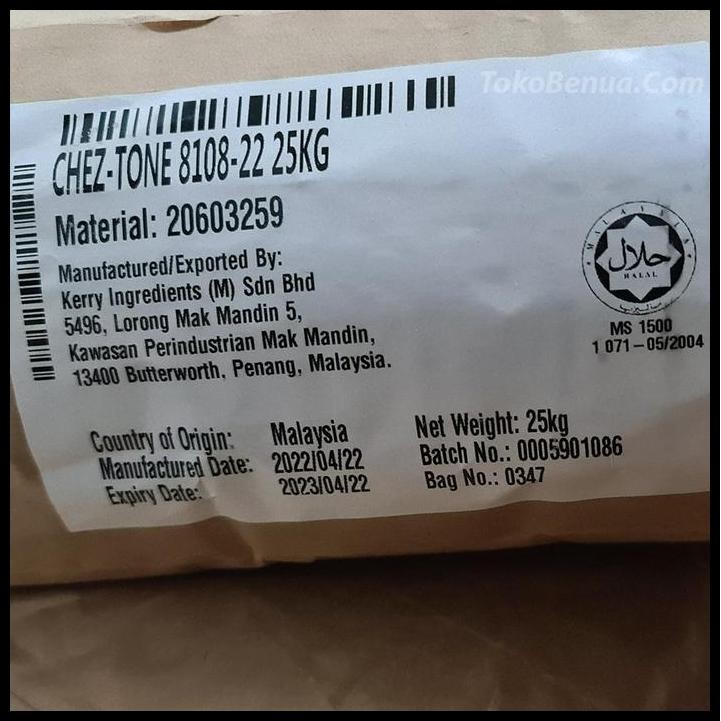 TokoBenua.Com
CHEZ-TONE 8108-22 25KG
Material: 20603259
Manufactured/Exported By:
Kerry Ingredients (M) Sdn Bhd
5496, Lorong Mak Mandin 5,
Kawasan Perindustrian Mak Mandin,
13400 Butterworth, Penang, Malaysia.
MALAYSIA
حلال
HALAL
MS 1500
1 071-05/2004
Country of Origin: Malaysia
Manufactured Date: 2022/04/22
Expiry Date: 2023/04/22
Net Weight: 25kg
Batch No.: 0005901086
Bag No.: 0347